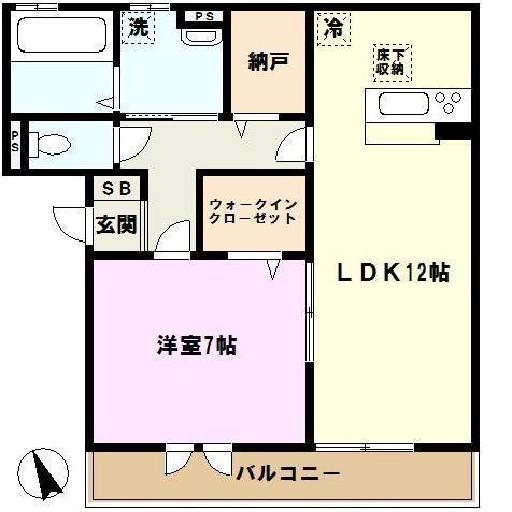 洗
PS
冷
納戸
床下
収納
PS
SB
玄関
ウォークイン
クローゼット
LDK12帖
洋室7帖
バルコニー